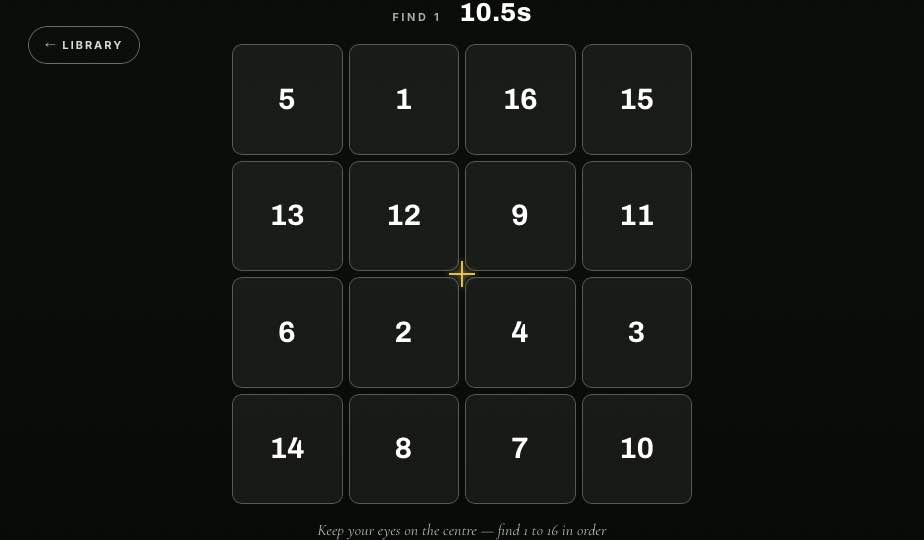 FIND 1 10.5s
← LIBRARY
5 1 16 15
13 12 9 11
6 2 4 3
14 8 7 10
Keep your eyes on the centre — find 1 to 16 in order